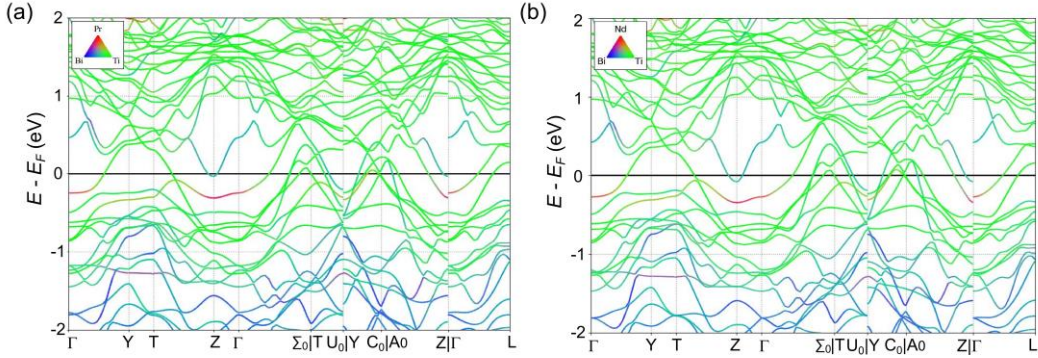 (a)
2
1
0
-1
-2
E - E_F (eV)
Pr
Bi Ti
Γ Y T Z Γ Σ₀|T U₀|Y C₀|A0 Z|Γ L
(b)
2
1
0
-1
-2
E - E_F (eV)
Nd
Bi Ti
Γ Y T Z Γ Σ₀|T U₀|Y C₀|A0 Z|Γ L